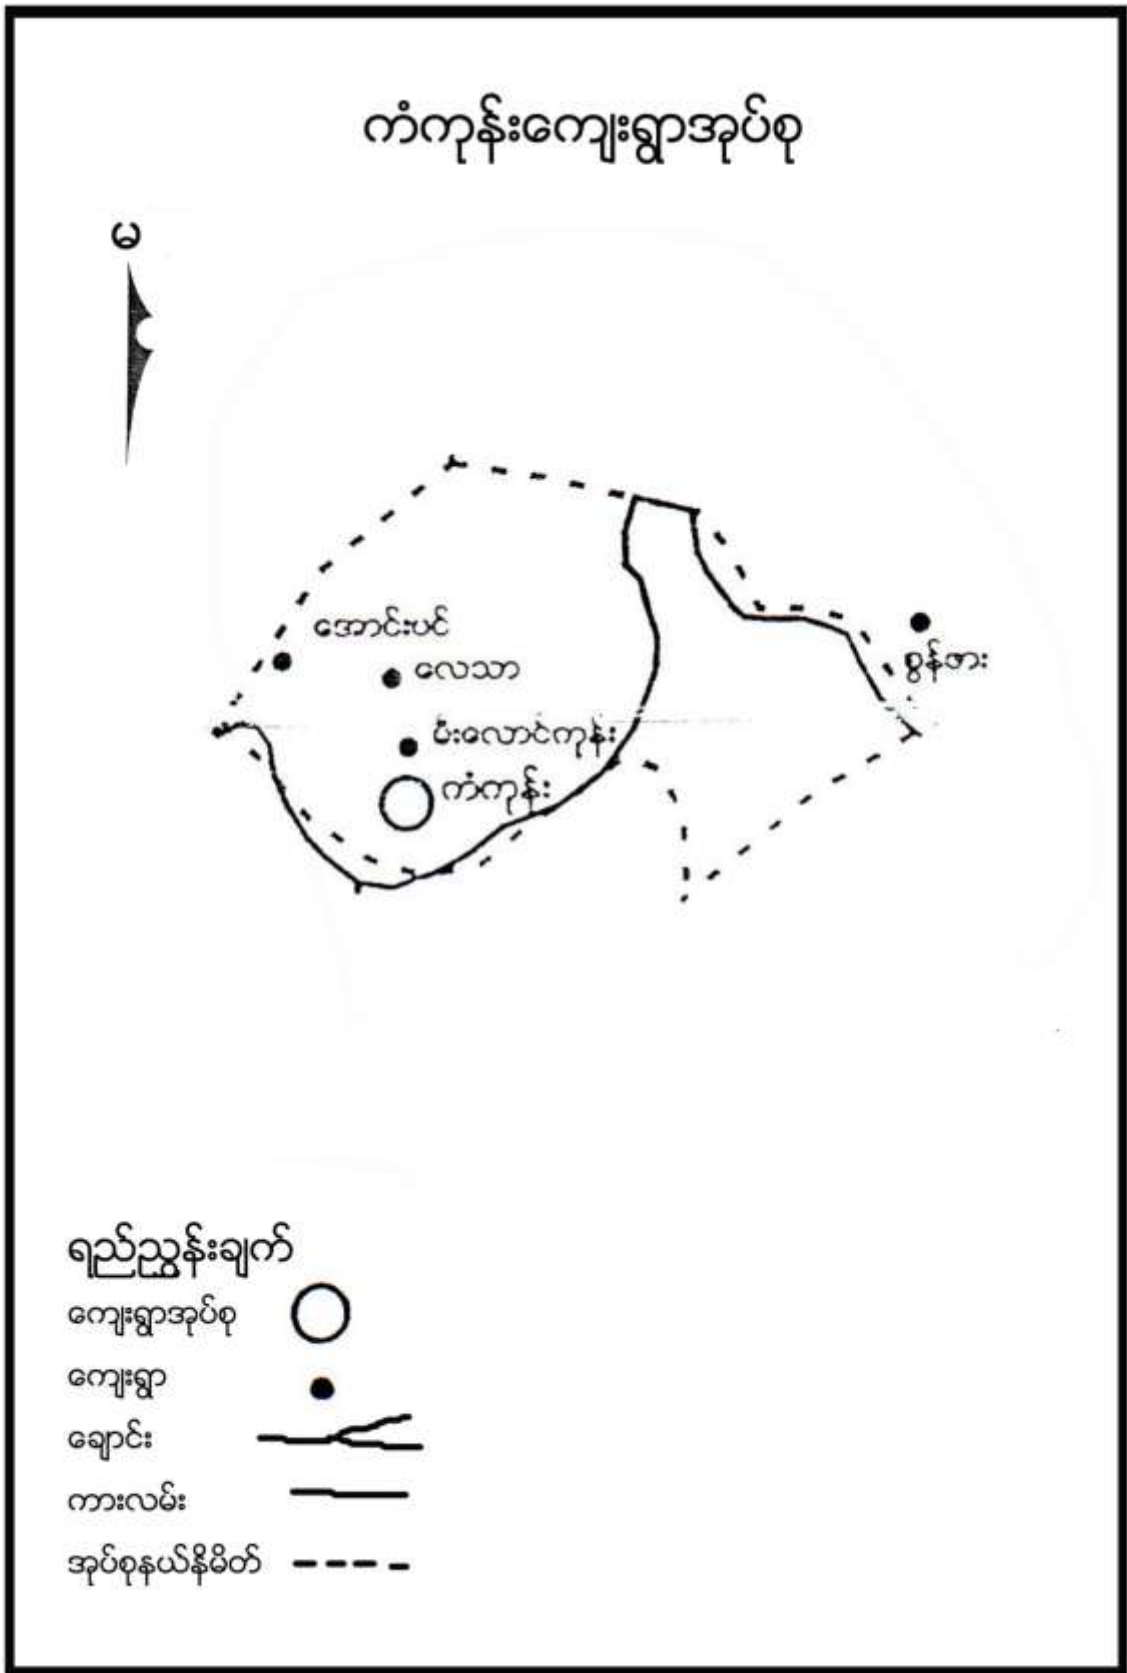 ကံကုန်းကျေးရွာအုပ်စု
မ
အောင်းပင်
လေသာ
မီးလောင်ကုန်း
ကံကုန်း
စွန်ဇား
ရည်ညွှန်းချက်
ကျေးရွာအုပ်စု
ကျေးရွာ
ချောင်း
ကားလမ်း
အုပ်စုနယ်နိမိတ်